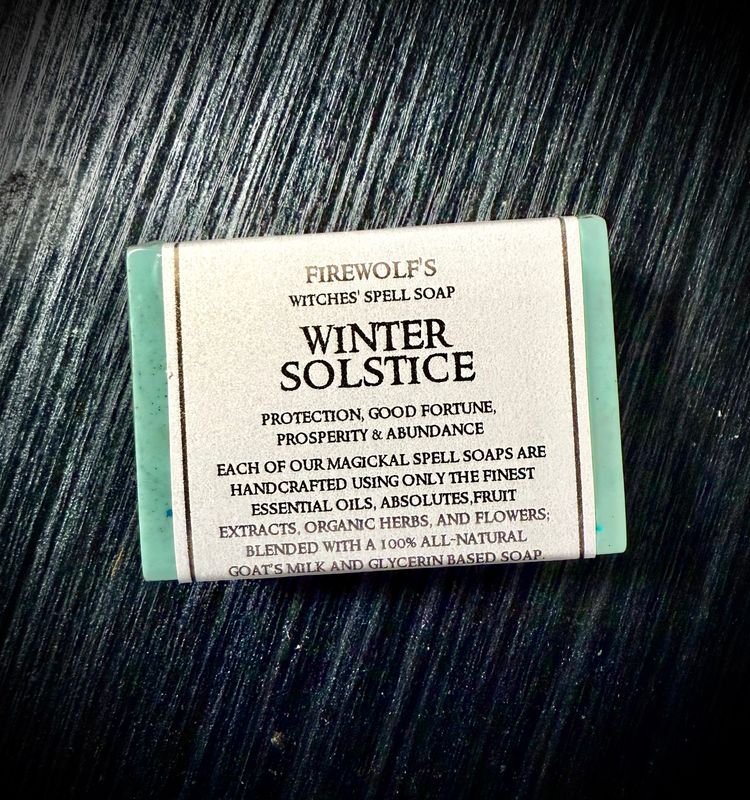 FIREWOLF'S
WITCHES' SPELL SOAP
WINTER
SOLSTICE
PROTECTION, GOOD FORTUNE,
PROSPERITY & ABUNDANCE
EACH OF OUR MAGICKAL SPELL SOAPS ARE
HANDCRAFTED USING ONLY THE FINEST
ESSENTIAL OILS, ABSOLUTES,FRUIT
EXTRACTS, ORGANIC HERBS, AND FLOWERS;
BLENDED WITH A 100% ALL-NATURAL
GOAT'S MILK AND GLYCERIN BASED SOAP.